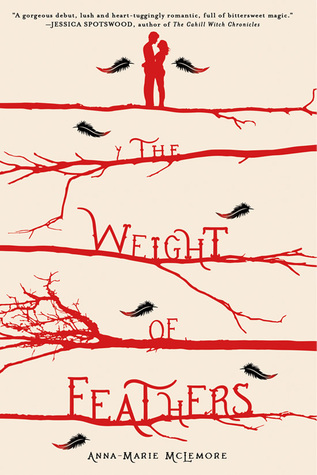 "A gorgeous debut, lush and heart-tuggingly romantic, full of bittersweet magic."
—JESSICA SPOTSWOOD, author of The Cahill Witch Chronicles
THE
WEIGHT
OF
FEATHERS
ANNA-MARIE MCLEMORE